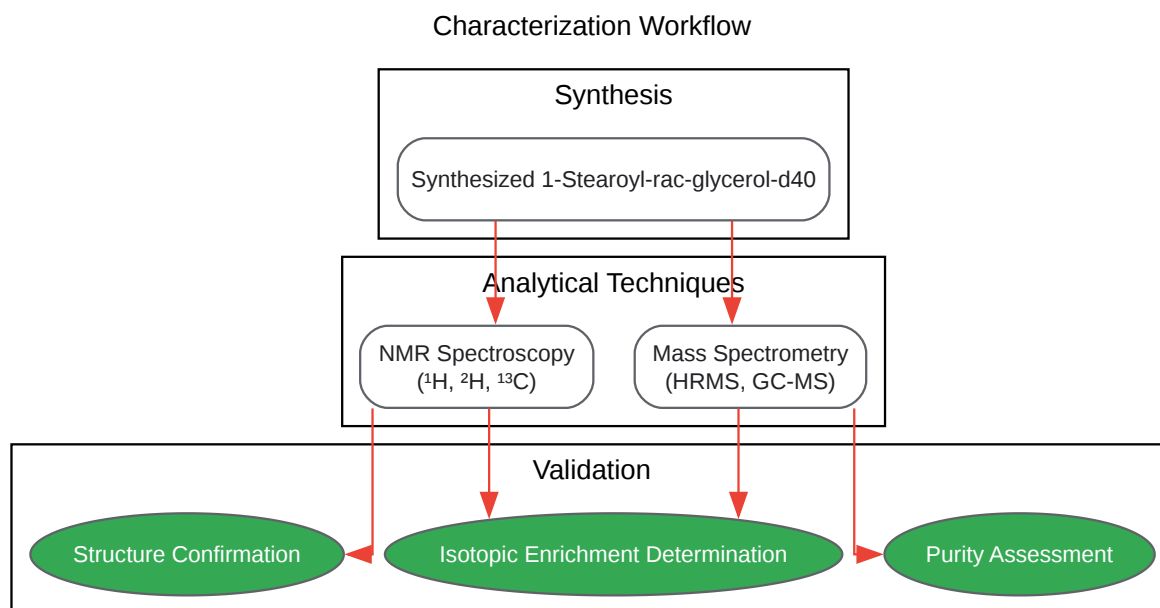 Characterization Workflow
Synthesis
Synthesized 1-Stearoyl-rac-glycerol-d40
Analytical Techniques
NMR Spectroscopy
(¹H, ²H, ¹³C)
Mass Spectrometry
(HRMS, GC-MS)
Validation
Structure Confirmation
Isotopic Enrichment Determination
Purity Assessment